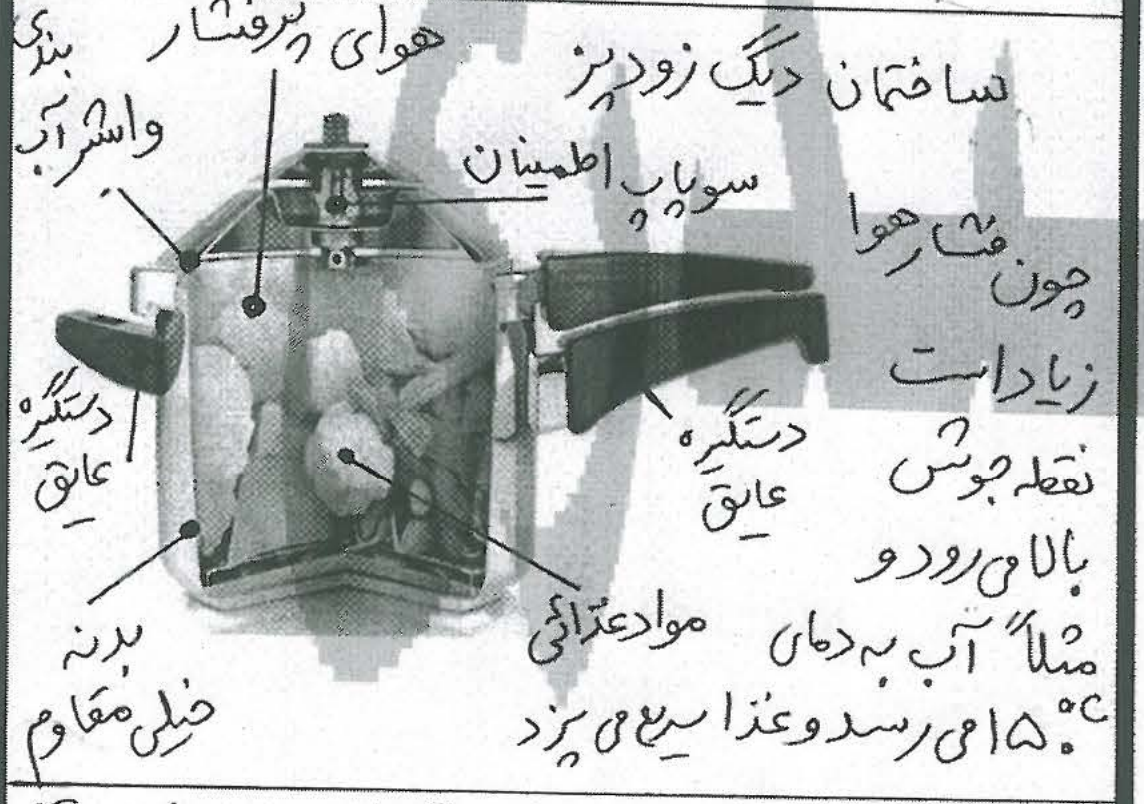 ساختمان دیگ زودپز
هوای پرفشار
واشر آب بندی
سوپاپ اطمینان
چون فشار هوا
زیاد است
نقطه جوش
بالا می رود و
مثلاً آب به دمای
۱۵۰°C می رسد و غذا سریع می پزد
دستگیره
عایق
دستگیره
عایق
مواد غذائی
بدنه
خیلی مقاوم